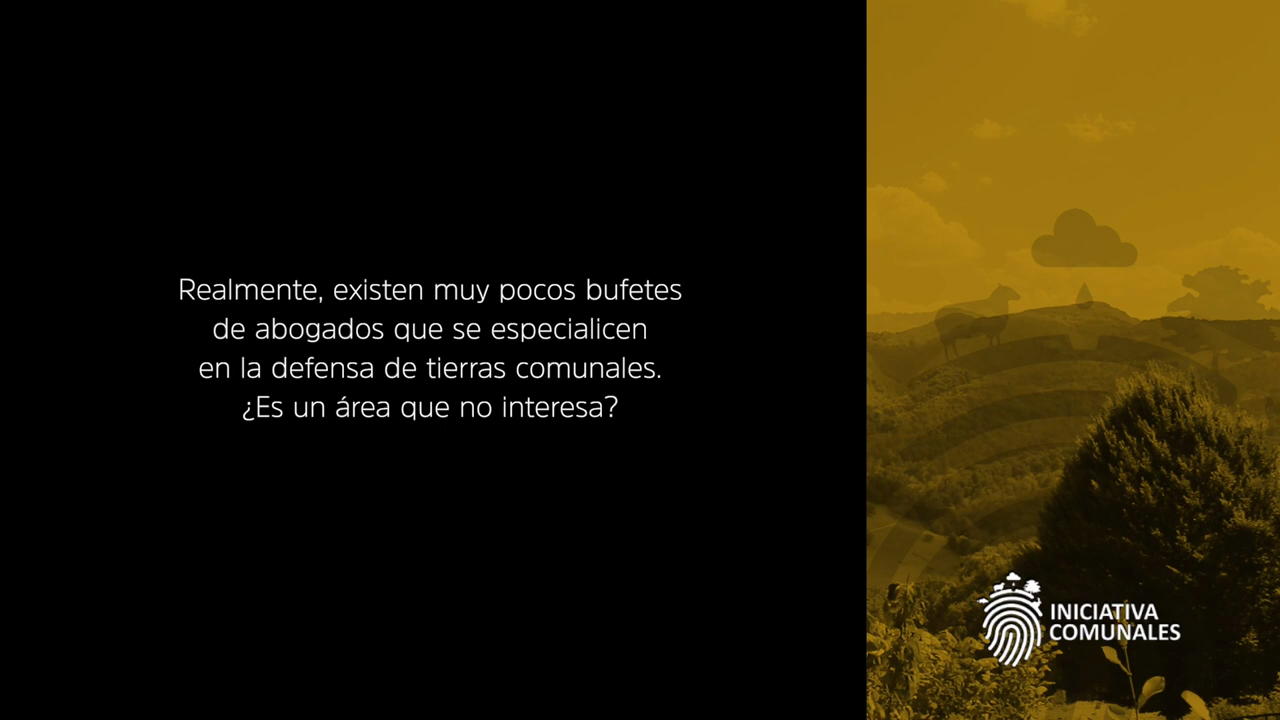 Realmente, existen muy pocos bufetes
de abogados que se especialicen
en la defensa de tierras comunales.
¿Es un área que no interesa?
INICIATIVA
COMUNALES